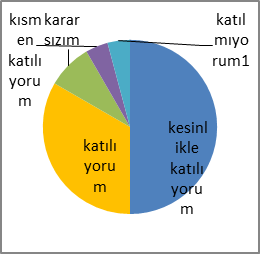 kısm
en
katılı
yoru
m
karar
sızım
katıl
mıyo
rum1
katılı
yoru
m
kesinl
ikle
katılı
yoru
m